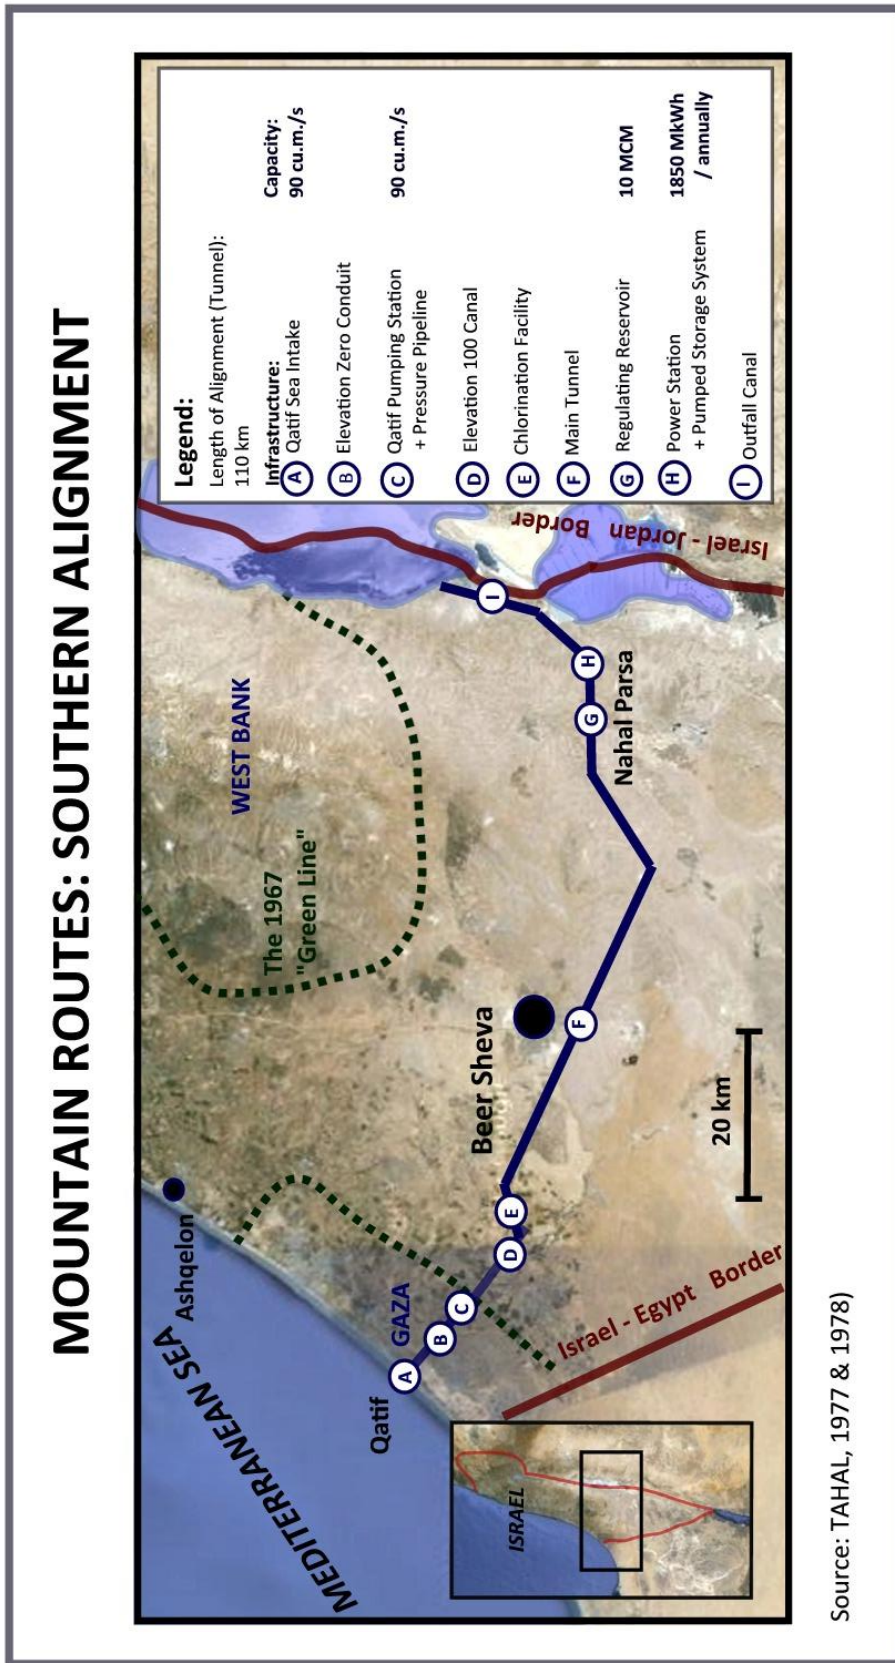 MOUNTAIN ROUTES: SOUTHERN ALIGNMENT
MEDITERRANEAN SEA
Ashqelon
Qatif
GAZA
The 1967
"Green Line"
WEST BANK
Beer Sheva
Nahal Parsa
Israel - Egypt Border
Israel - Jordan Border
20 km
ISRAEL
A
B
C
D
E
F
G
H
I
Legend:
Length of Alignment (Tunnel):
110 km
Infrastructure: Capacity:
A Qatif Sea Intake 90 cu.m./s
B Elevation Zero Conduit
C Qatif Pumping Station 90 cu.m./s
+ Pressure Pipeline
D Elevation 100 Canal
E Chlorination Facility
F Main Tunnel
G Regulating Reservoir 10 MCM
H Power Station 1850 MkWh
+ Pumped Storage System / annually
I Outfall Canal
Source: TAHAL, 1977 & 1978)